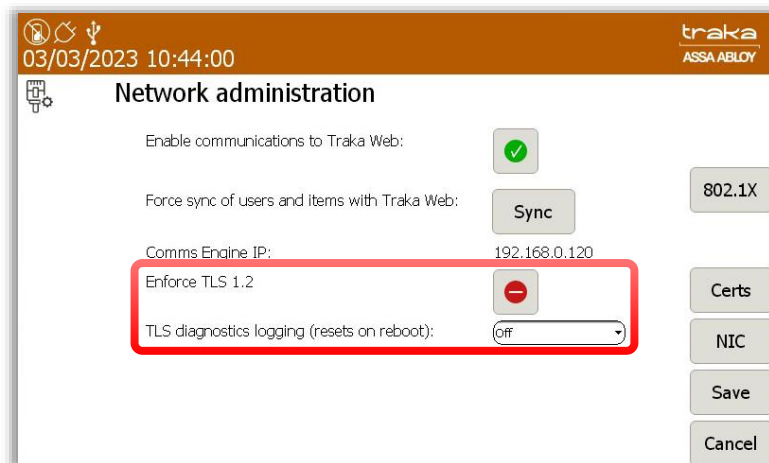 traka
03/03/2023 10:44:00
ASSA ABLOY
Network administration
Enable communications to Traka Web:
802.1X
Force sync of users and items with Traka Web:
Sync
Comms Engine IP:
192.168.0.120
Enforce TLS 1.2
Certs
TLS diagnostics logging (resets on reboot):
Off
NIC
Save
Cancel